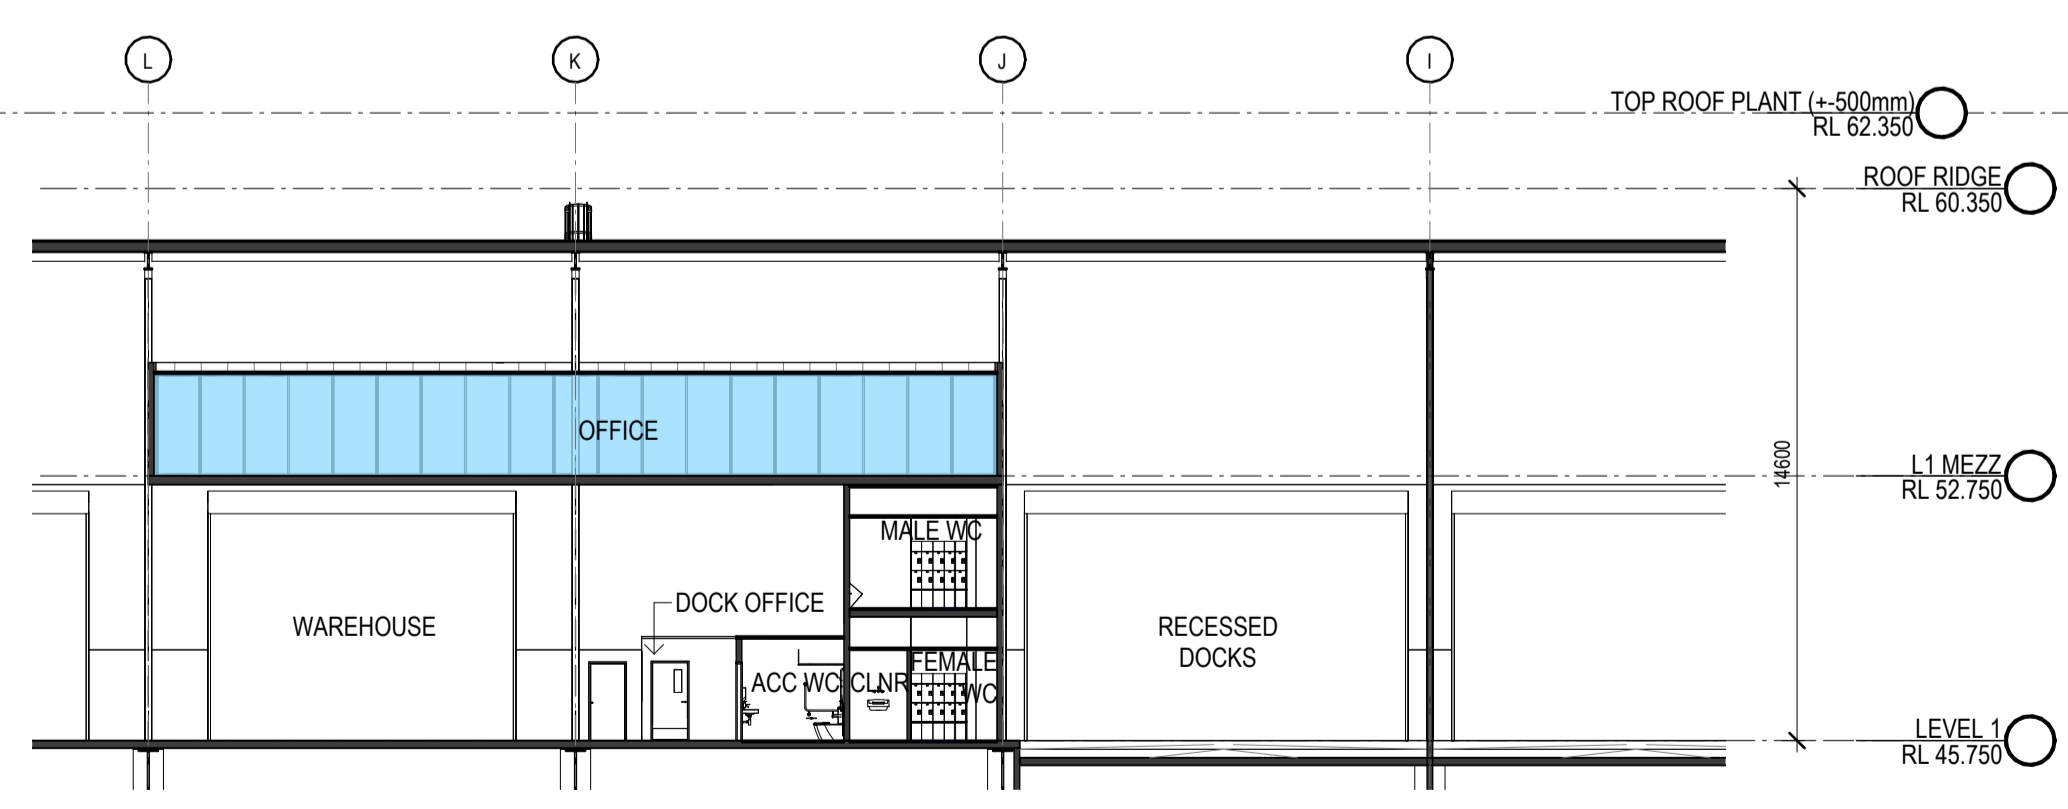 L
K
J
I
TOP ROOF PLANT (+-500mm)
RL 62.350
ROOF RIDGE
RL 60.350
OFFICE
14600
L1 MEZZ
RL 52.750
MALE WC
DOCK OFFICE
WAREHOUSE
RECESSED
DOCKS
ACC WC
CLNR
FEMALE
WC
LEVEL 1
RL 45.750